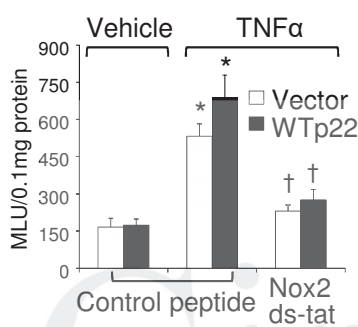 Vehicle TNFα
MLU/0.1mg protein
900
750
600
450
300
150
0
*
*
† †
Vector
WTp22
Control peptide
Nox2
ds-tat